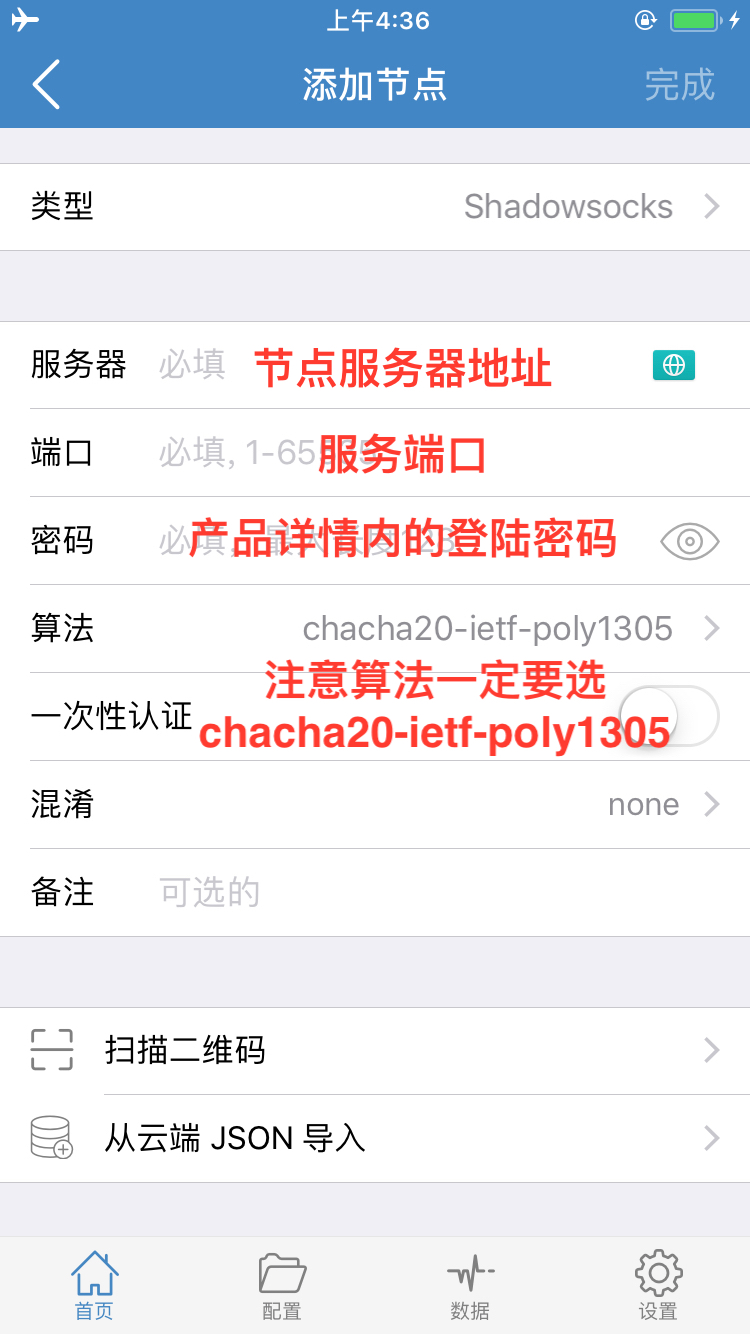 上午4:36
添加节点
完成
类型
Shadowsocks
服务器
必填
节点服务器地址
端口
必填, 1-65
服务端口
密码
产品详情内的登陆密码
算法
chacha20-ietf-poly1305
注意算法一定要选
一次性认证
chacha20-ietf-poly1305
混淆
none
备注
可选的
扫描二维码
从云端 JSON 导入
首页
配置
数据
设置